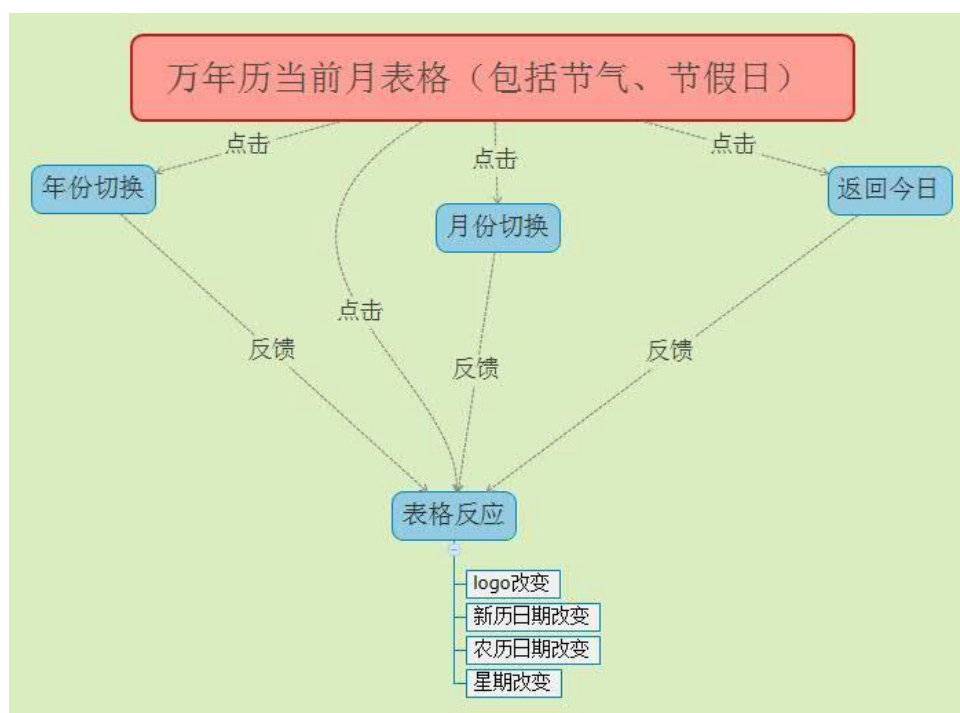 万年历当前月表格（包括节气、节假日）
点击
点击
点击
年份切换
月份切换
返回今日
点击
反馈
反馈
反馈
表格反应
logo改变
新历日期改变
农历日期改变
星期改变